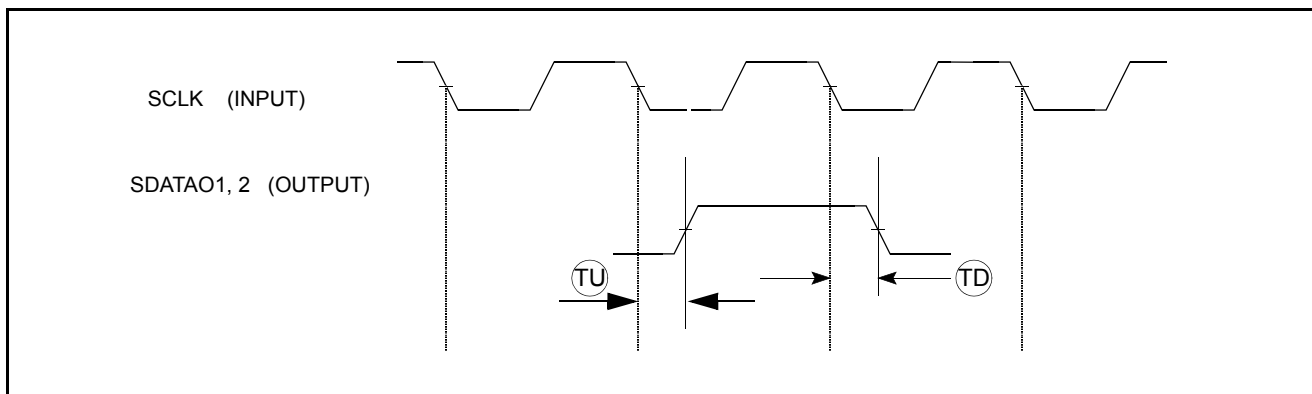 SCLK (INPUT)
SDATAO1, 2 (OUTPUT)
TU
TD